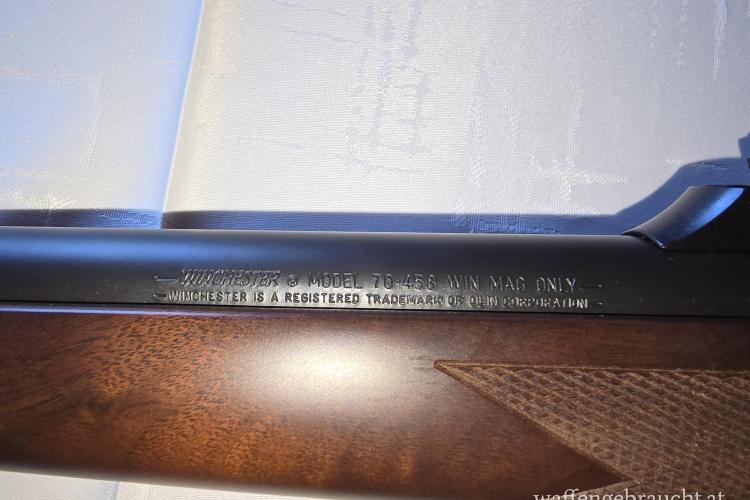 WINCHESTER ® MODEL 70-458 WIN MAG ONLY
WINCHESTER IS A REGISTERED TRADEMARK OF OLIN CORPORATION
waffengebraucht.at